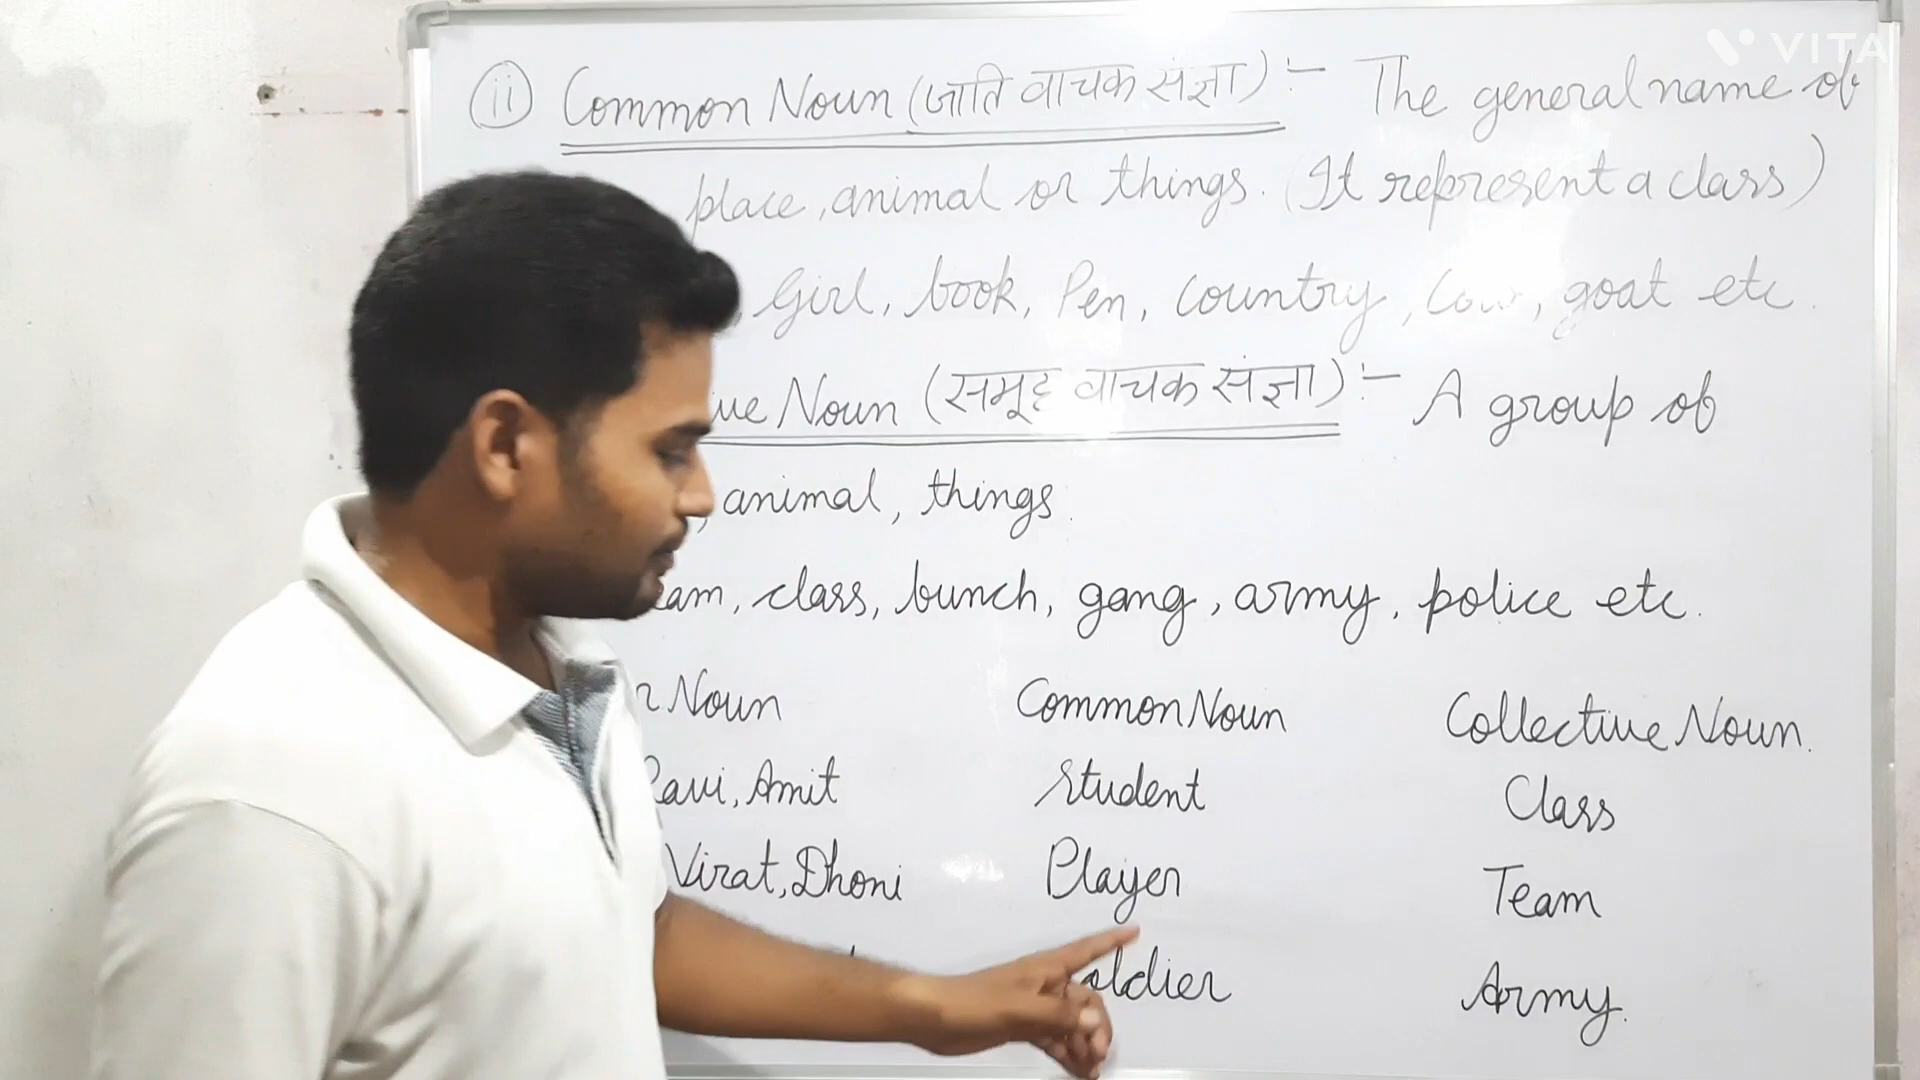 VITA
ii Common Noun (जाति वाचक संज्ञा) :- The general name of
place, animal or things. (It represent a class)
Girl, book, Pen, country, Cow, goat etc.
Noun (समूह वाचक संज्ञा) :- A group of
, animal, things.
class, bunch, gang, army, police etc.
Noun Common Noun Collective Noun.
Amit Student Class
Virat, Dhoni Player Team
Army.